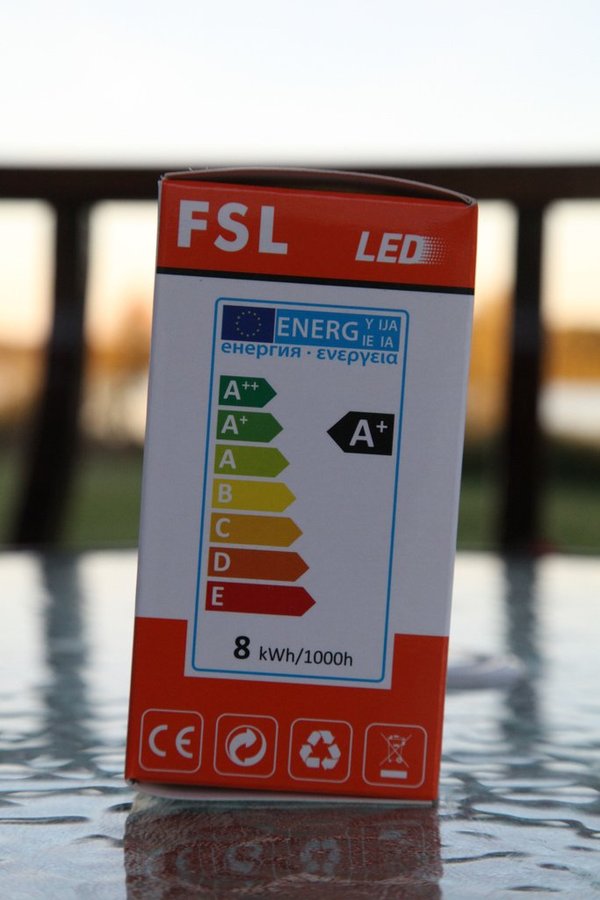 FSL LED
ENERG Y IJA
IE IA
енергия · ενεργεια
A++
A+ A+
A
B
C
D
E
8 kWh/1000h
CE